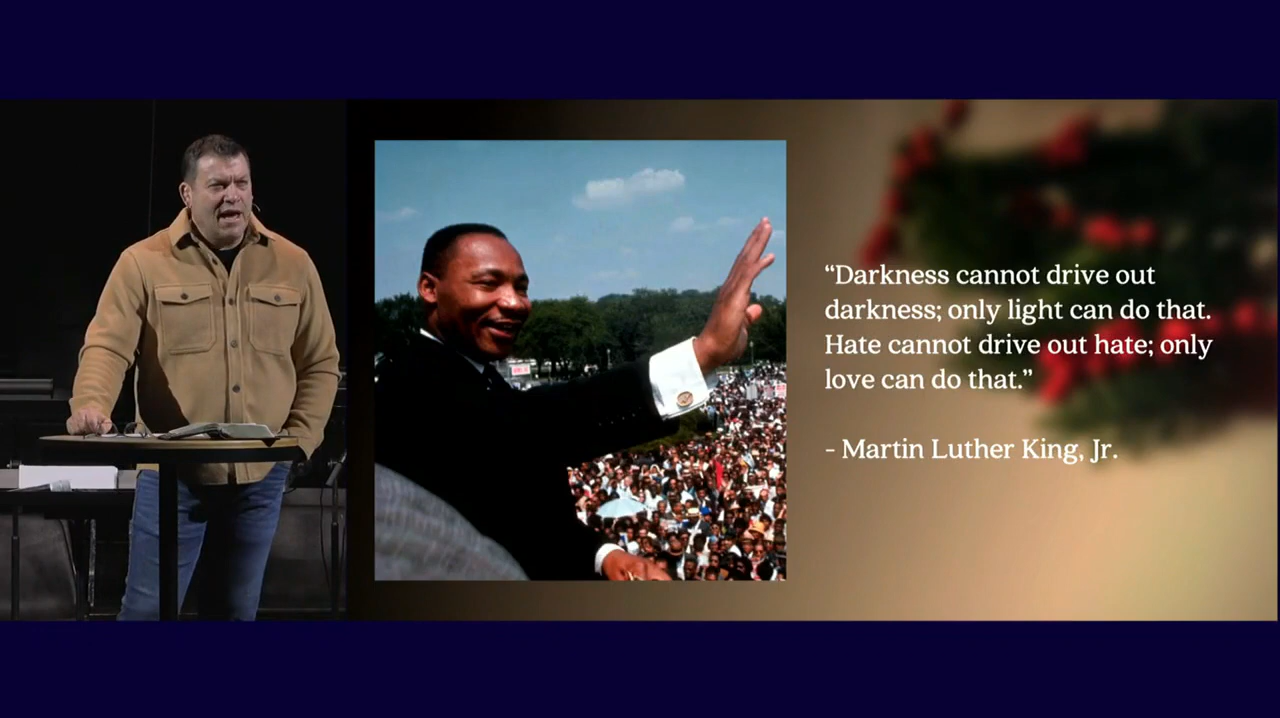 “Darkness cannot drive out
darkness; only light can do that.
Hate cannot drive out hate; only
love can do that.”
- Martin Luther King, Jr.